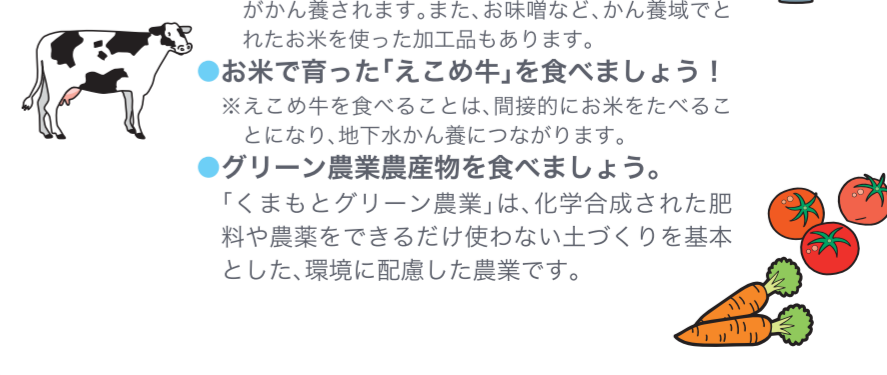 がかん養されます。また、お味噌など、かん養域でと
れたお米を使った加工品もあります。
●お米で育った「えこめ牛」を食べましょう！
※えこめ牛を食べることは、間接的にお米をたべるこ
とになり、地下水かん養につながります。
●グリーン農業農産物を食べましょう。
「くまもとグリーン農業」は、化学合成された肥
料や農薬をできるだけ使わない土づくりを基本
とした、環境に配慮した農業です。